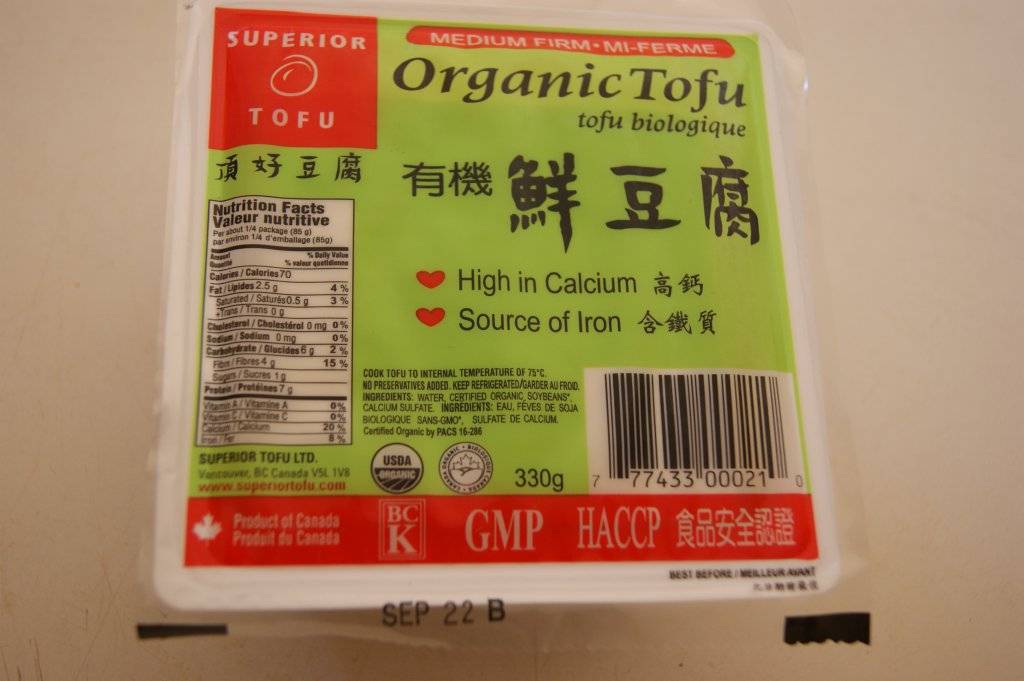 SUPERIOR
TOFU
MEDIUM FIRM • MI-FERME
Organic Tofu
tofu biologique
頂好豆腐
有機鮮豆腐
Nutrition Facts
Valeur nutritive
Per about 1/4 package (85 g)
par environ 1/4 d'emballage (85g)
Amount
Quantité
% Daily Value
% valeur quotidienne
Calories / Calories 70
Fat / Lipides 2.5 g 4 %
Saturated / Saturés 0.5 g 3 %
+Trans / Trans 0 g
Cholesterol / Cholestérol 0 mg 0%
Sodium / Sodium 0 mg 0%
Carbohydrate / Glucides 6 g 2 %
Fibre / Fibres 4 g 15 %
Sugars / Sucres 1 g
Protein / Protéines 7 g
Vitamin A / Vitamine A 0%
Vitamin C / Vitamine C 0%
Calcium / Calcium 20 %
Iron / Fer 8 %
High in Calcium 高鈣
Source of Iron 含鐵質
COOK TOFU TO INTERNAL TEMPERATURE OF 75°C.
NO PRESERVATIVES ADDED. KEEP REFRIGERATED/GARDER AU FROID.
INGREDIENTS: WATER, CERTIFIED ORGANIC SOYBEANS*,
CALCIUM SULFATE. INGRÉDIENTS: EAU, FÈVES DE SOJA
BIOLOGIQUE SANS-GMO*, SULFATE DE CALCIUM.
Certified Organic by PACS 16-286
SUPERIOR TOFU LTD.
Vancouver, BC Canada V5L 1V8
www.superiortofu.com
USDA
ORGANIC
330g
7 77433 00021 0
Product of Canada
Produit du Canada
BC
K
GMP HACCP 食品安全認證
BEST BEFORE / MEILLEUR AVANT
SEP 22 B